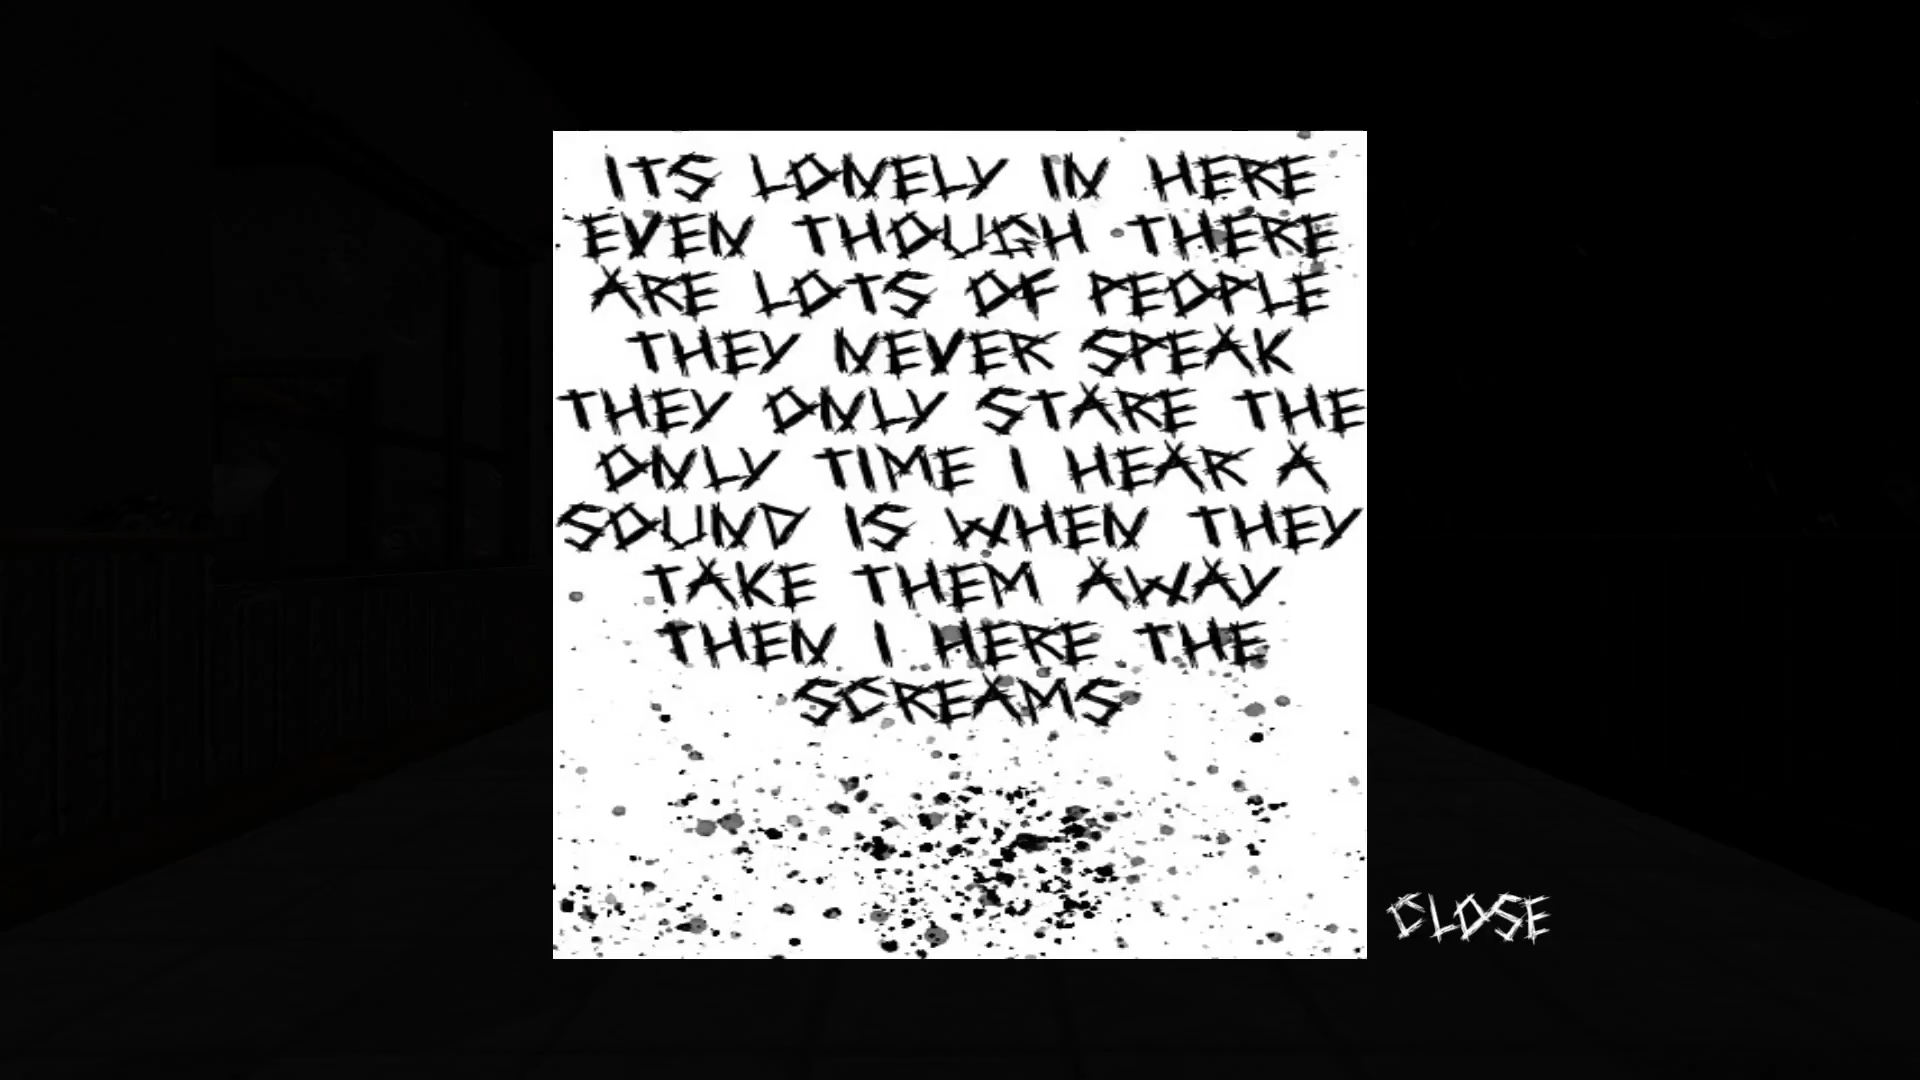 ITS LONELY IN HERE
EVEN THOUGH THERE
ARE LOTS OF PEOPLE
THEY NEVER SPEAK
THEY ONLY STARE THE
ONLY TIME I HEAR A
SOUND IS WHEN THEY
TAKE THEM AWAY
THEN I HERE THE
SCREAMS
CLOSE